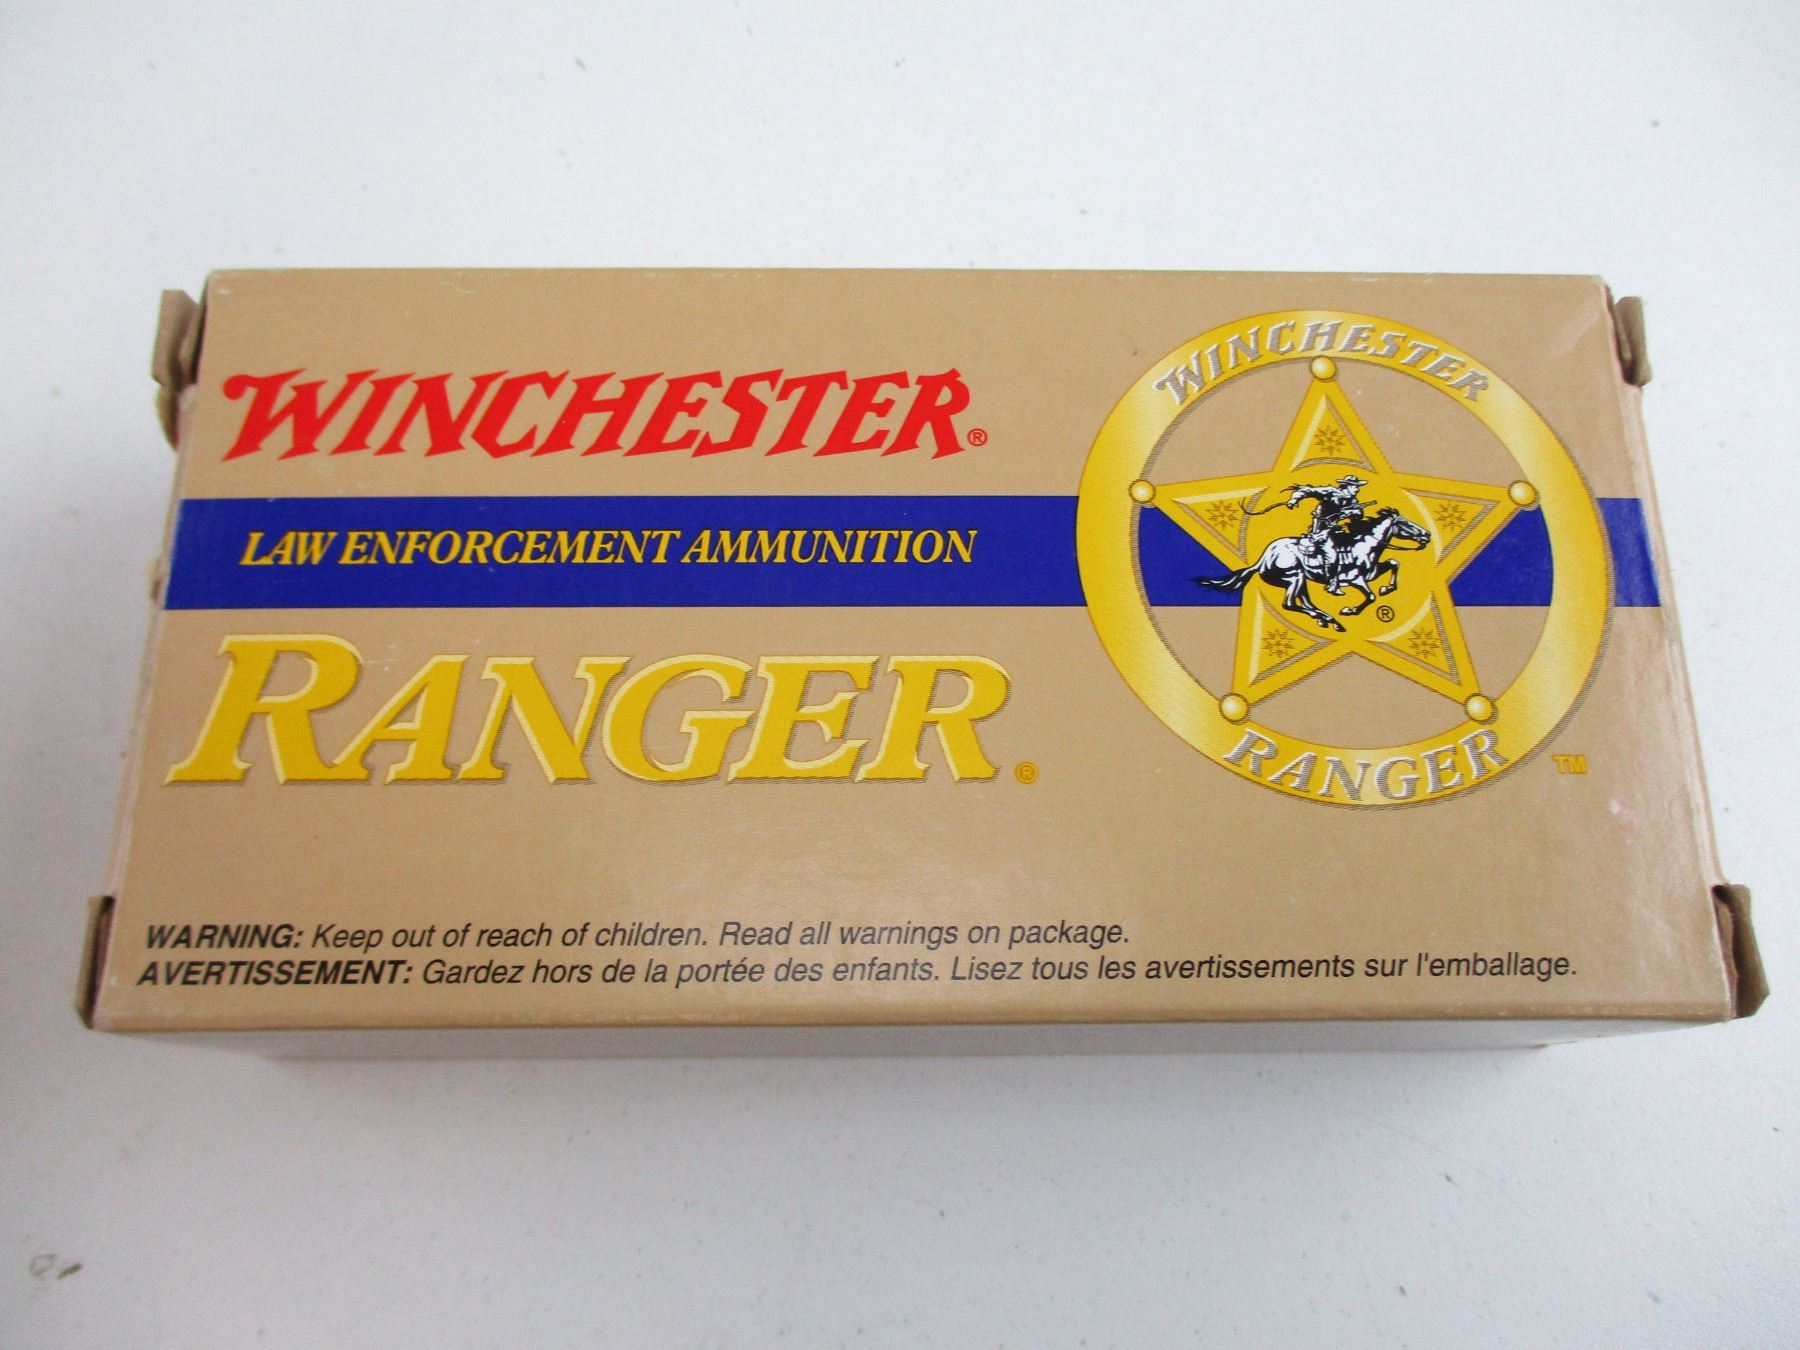 WINCHESTER®
LAW ENFORCEMENT AMMUNITION
RANGER®
WINCHESTER
®
RANGER
TM
WARNING: Keep out of reach of children. Read all warnings on package.
AVERTISSEMENT: Gardez hors de la portée des enfants. Lisez tous les avertissements sur l'emballage.